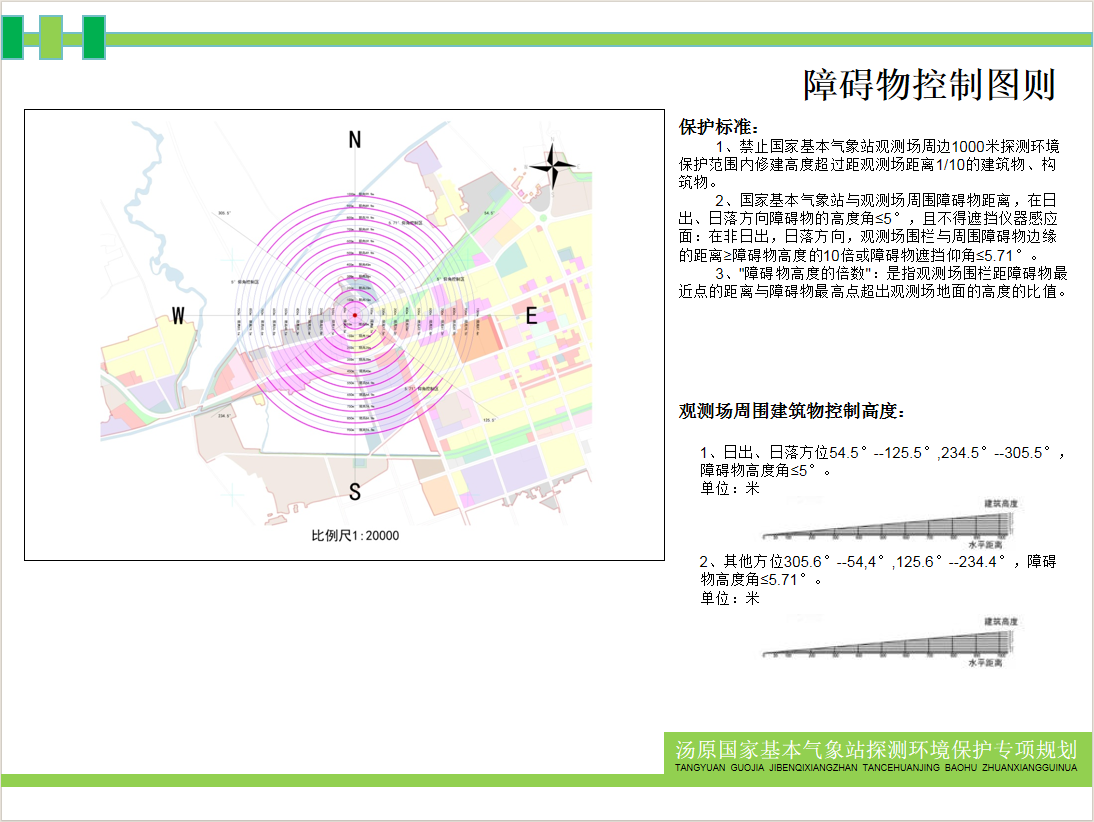 障碍物控制图则
保护标准：
1、禁止国家基本气象站观测场周边1000米探测环境
保护范围内修建高度超过距观测场距离1/10的建筑物、构
筑物。
2、国家基本气象站与观测场周围障碍物距离，在日
出、日落方向障碍物的高度角≤5°，且不得遮挡仪器感应
面：在非日出，日落方向，观测场围栏与周围障碍物边缘
的距离≥障碍物高度的10倍或障碍物遮挡仰角≤5.71°。
3、"障碍物高度的倍数"：是指观测场围栏距障碍物最
近点的距离与障碍物最高点超出观测场地面的高度的比值。
N
W
E
S
305.5°
54.5°
234.5°
125.5°
比例尺1:20000
观测场周围建筑物控制高度：
1、日出、日落方位54.5°--125.5°,234.5°--305.5°，
障碍物高度角≤5°。
单位：米
建筑高度
水平距离
2、其他方位305.6°--54,4°,125.6°--234.4°，障碍
物高度角≤5.71°。
单位：米
建筑高度
水平距离
汤原国家基本气象站探测环境保护专项规划
TANGYUAN GUOJIA JIBENQIXIANGZHAN TANCEHUANJING BAOHU ZHUANXIANGGUINUA